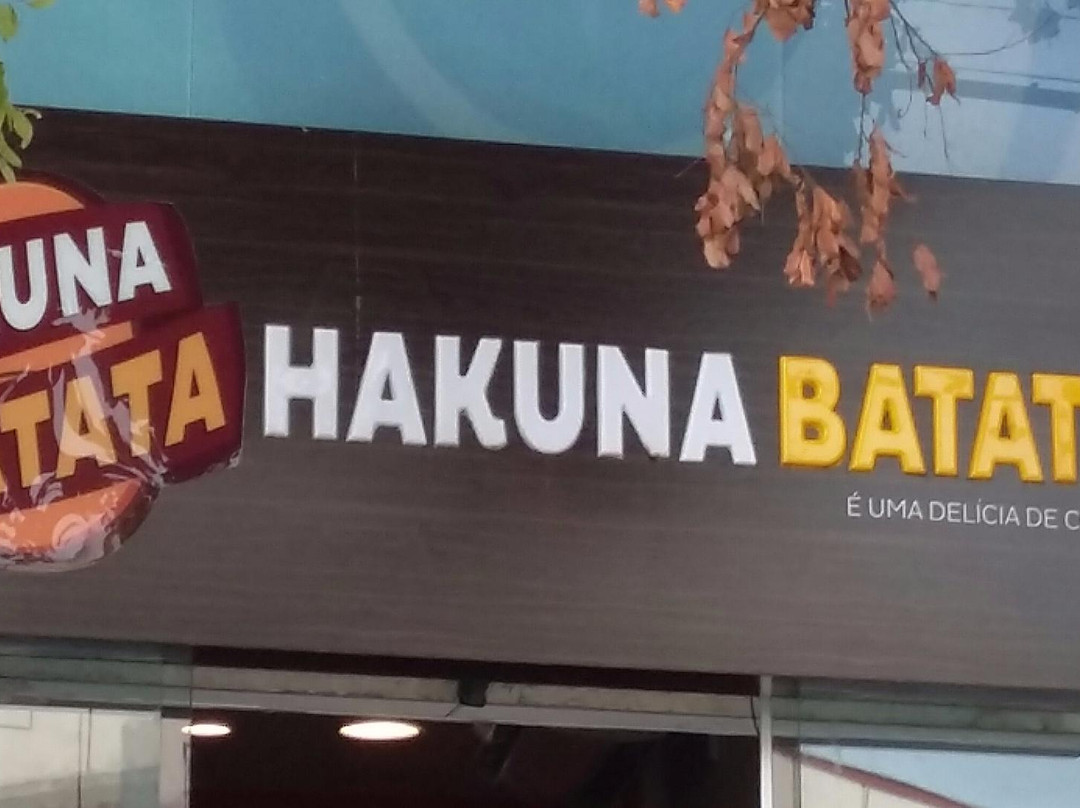 UNA
TATA
HAKUNA BATAT
É UMA DELÍCIA DE C